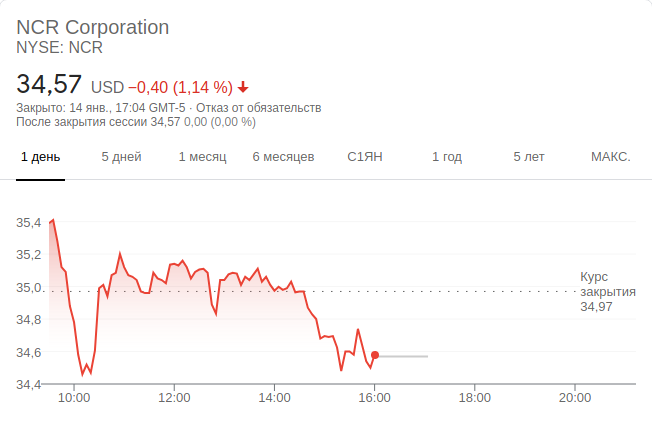 NCR Corporation
NYSE: NCR
34,57 USD −0,40 (1,14 %)
Закрыто: 14 янв., 17:04 GMT-5 · Отказ от обязательств
После закрытия сессии 34,57 0,00 (0,00 %)
1 день 5 дней 1 месяц 6 месяцев С1ЯН 1 год 5 лет МАКС.
35,4
35,2
35,0
34,8
34,6
34,4
Курс
закрытия
34,97
10:00 12:00 14:00 16:00 18:00 20:00